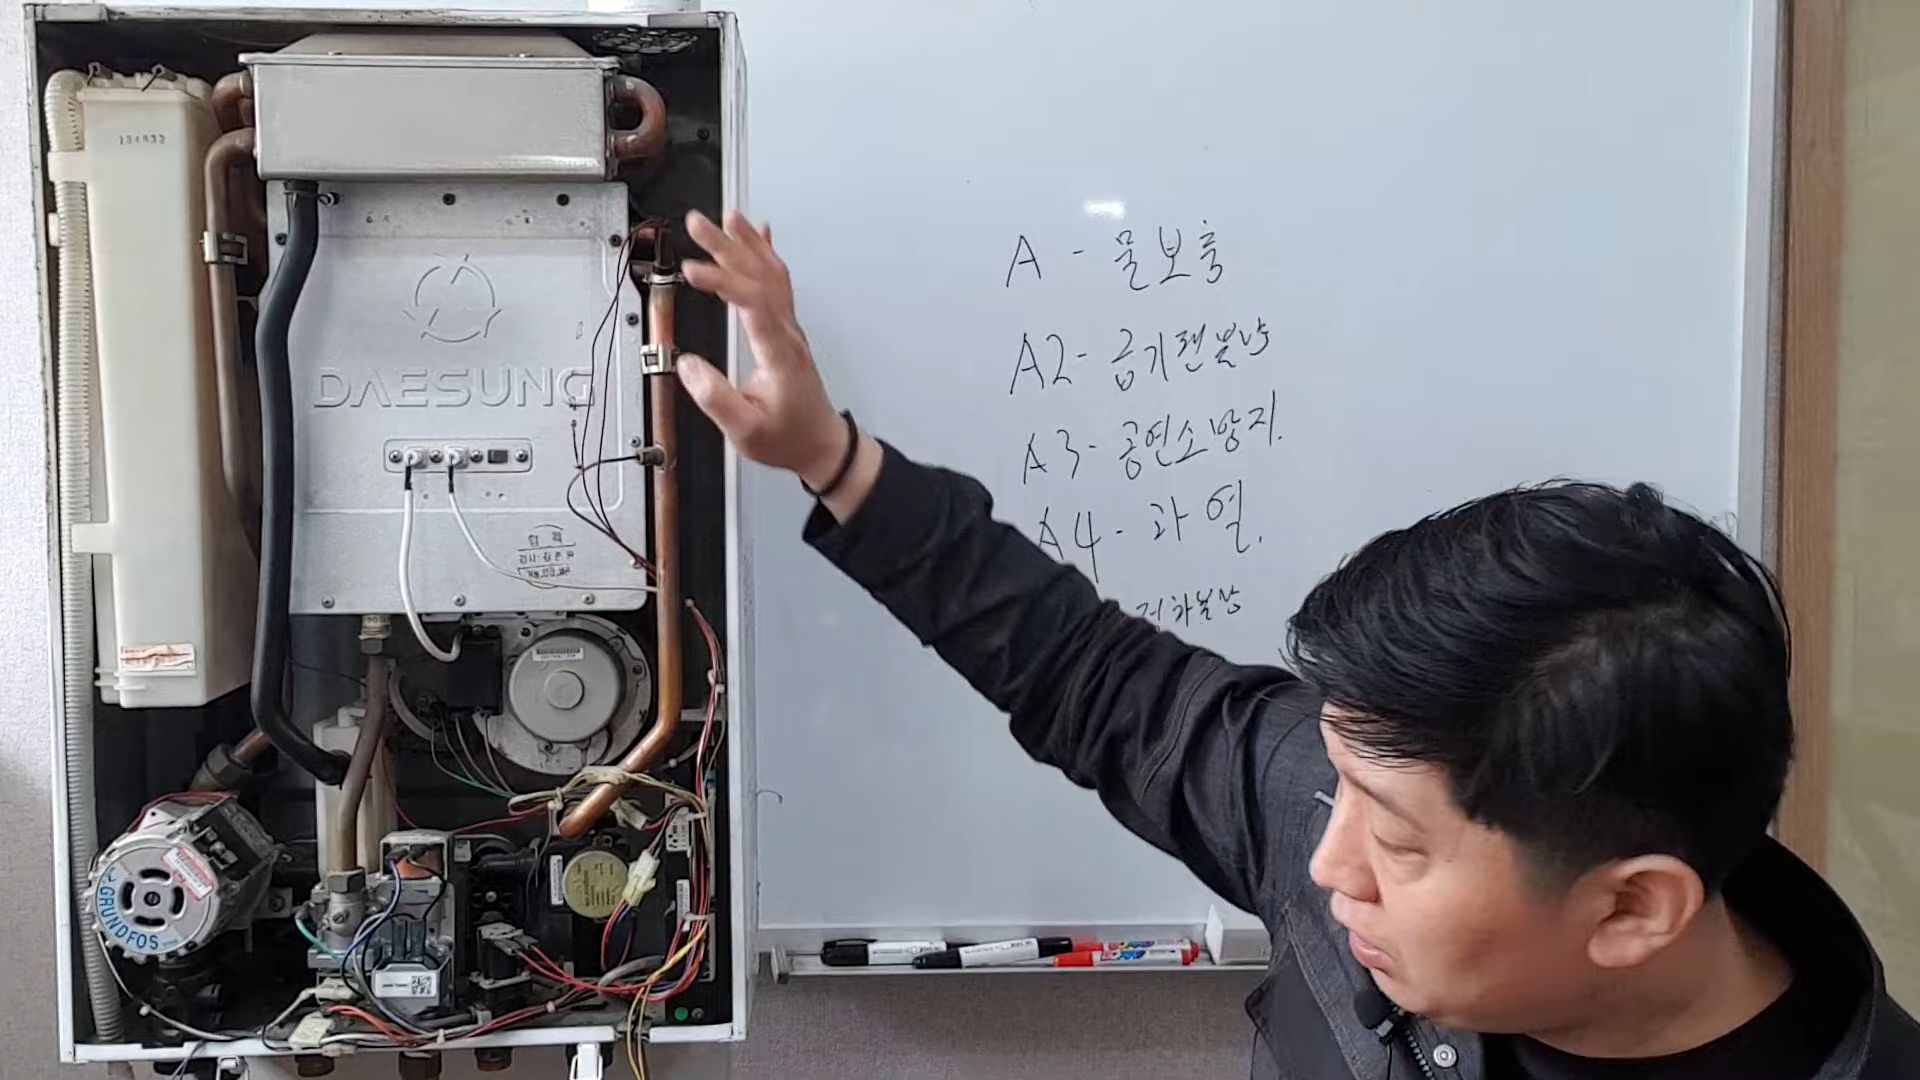 134832
DAESUNG
GRUNDFOS
A - 물보충
A2 - 급기팬불량
A3 - 공연소방지.
A4 - 과열.